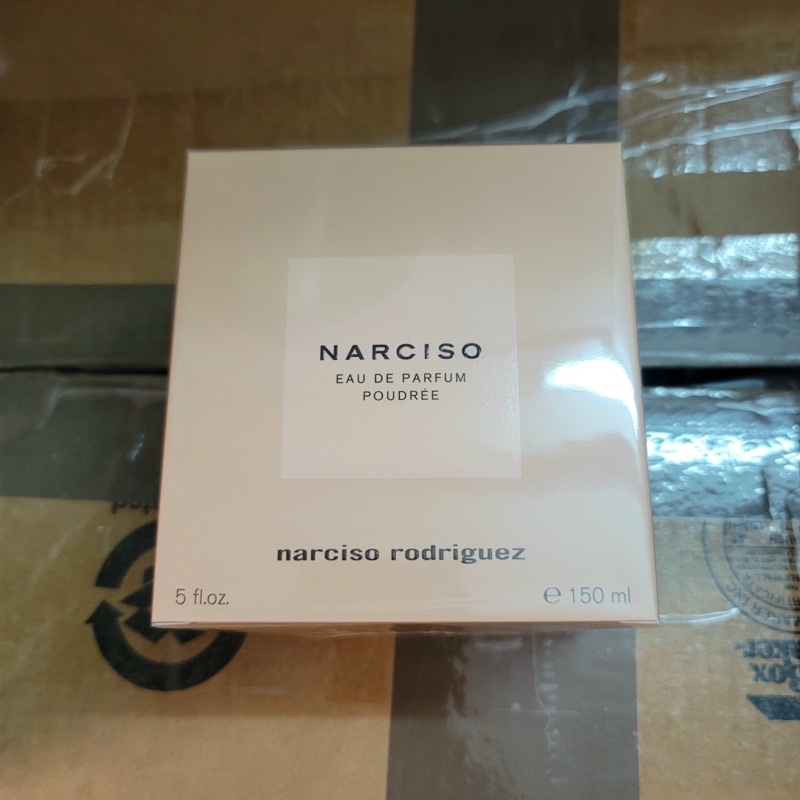 NARCISO
EAU DE PARFUM
POUDRÉE
narciso rodriguez
5 fl.oz.
℮ 150 ml